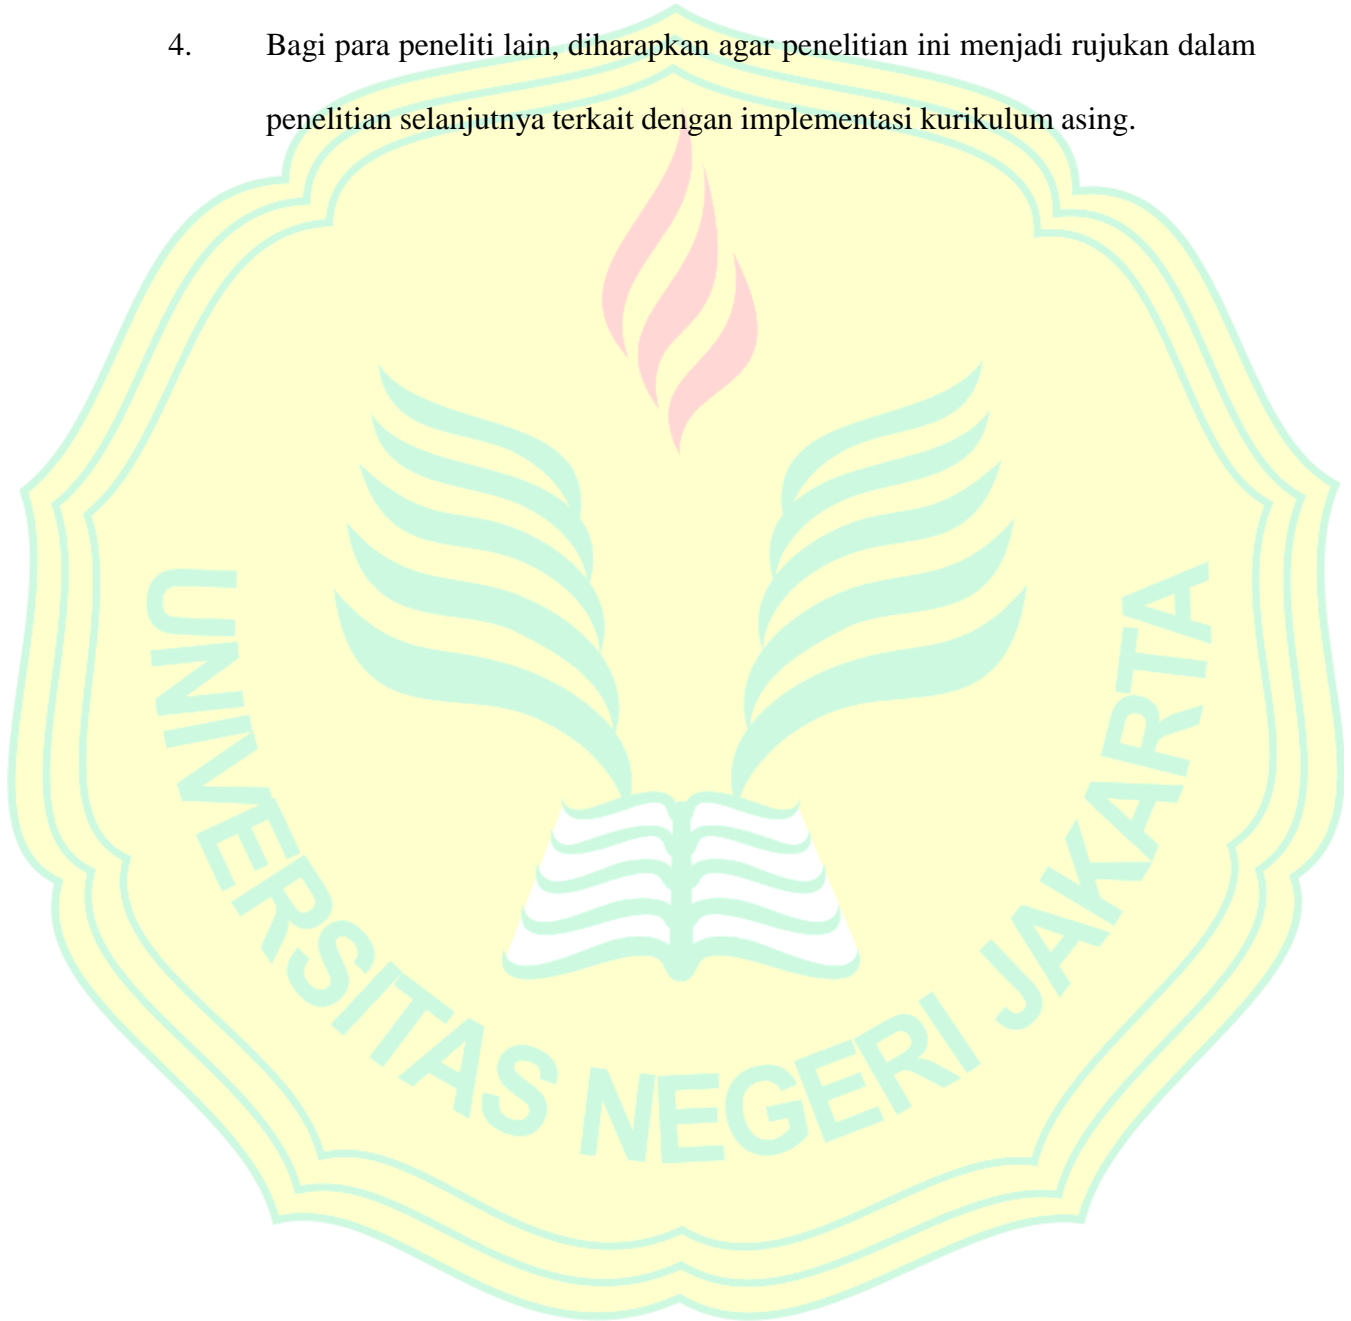 4. Bagi para peneliti lain, diharapkan agar penelitian ini menjadi rujukan dalam
penelitian selanjutnya terkait dengan implementasi kurikulum asing.
UNIVERSITAS NEGERI JAKARTA